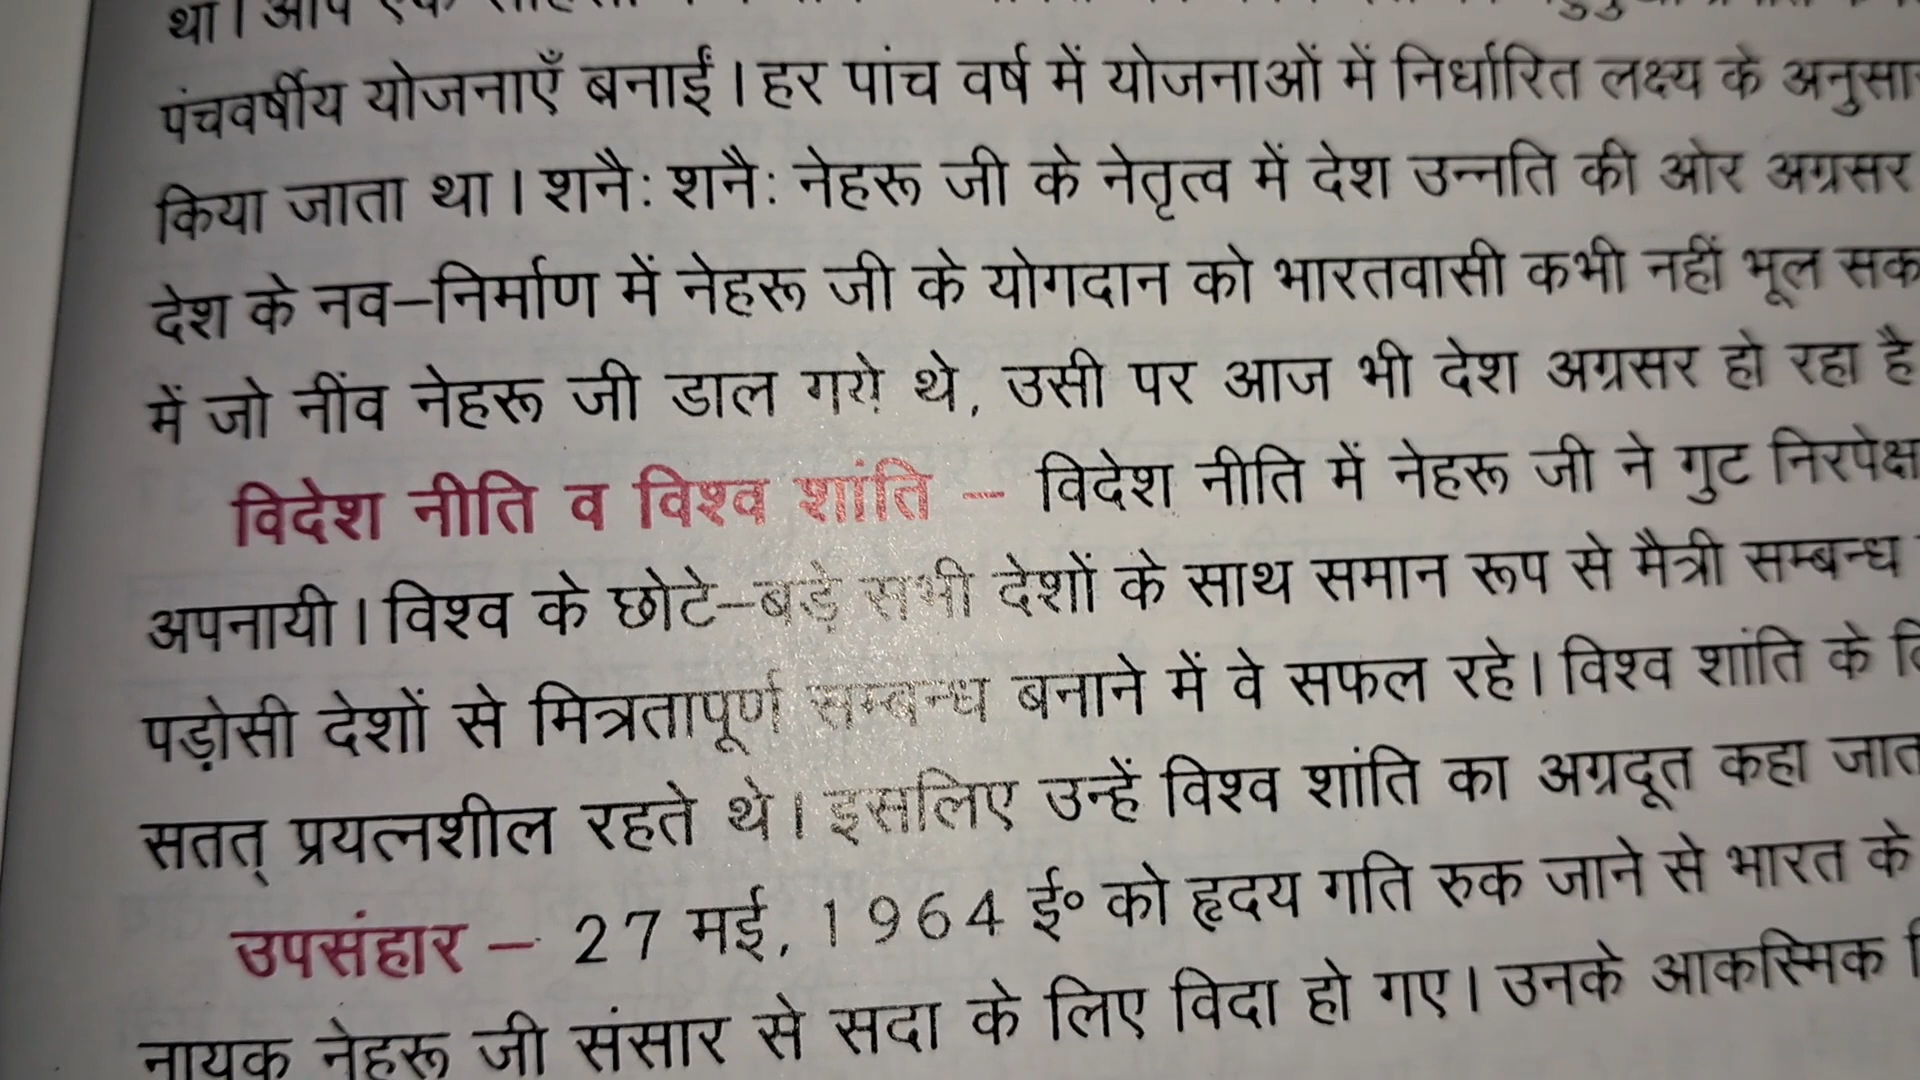 था। आप एक
पंचवर्षीय योजनाएँ बनाईं। हर पांच वर्ष में योजनाओं में निर्धारित लक्ष्य के
किया जाता था। शनैः शनैः नेहरू जी के नेतृत्व में देश उन्नति की ओर अग्रसर
देश के नव–निर्माण में नेहरू जी के योगदान को भारतवासी कभी नहीं भूल सक
में जो नींव नेहरू जी डाल गये थे, उसी पर आज भी देश अग्रसर हो रहा है
विदेश नीति व विश्व शांति – विदेश नीति में नेहरू जी ने गुट निरपेक्ष
अपनायी। विश्व के छोटे–बड़े सभी देशों के साथ समान रूप से मैत्री सम्बन्ध
पड़ोसी देशों से मित्रतापूर्ण सम्बन्ध बनाने में वे सफल रहे। विश्व शांति के
सतत् प्रयत्नशील रहते थे। इसलिए उन्हें विश्व शांति का अग्रदूत कहा जात
उपसंहार – 27 मई, 1964 ई० को हृदय गति रुक जाने से भारत के
नायक नेहरू जी संसार से सदा के लिए विदा हो गए। उनके आकस्मिक